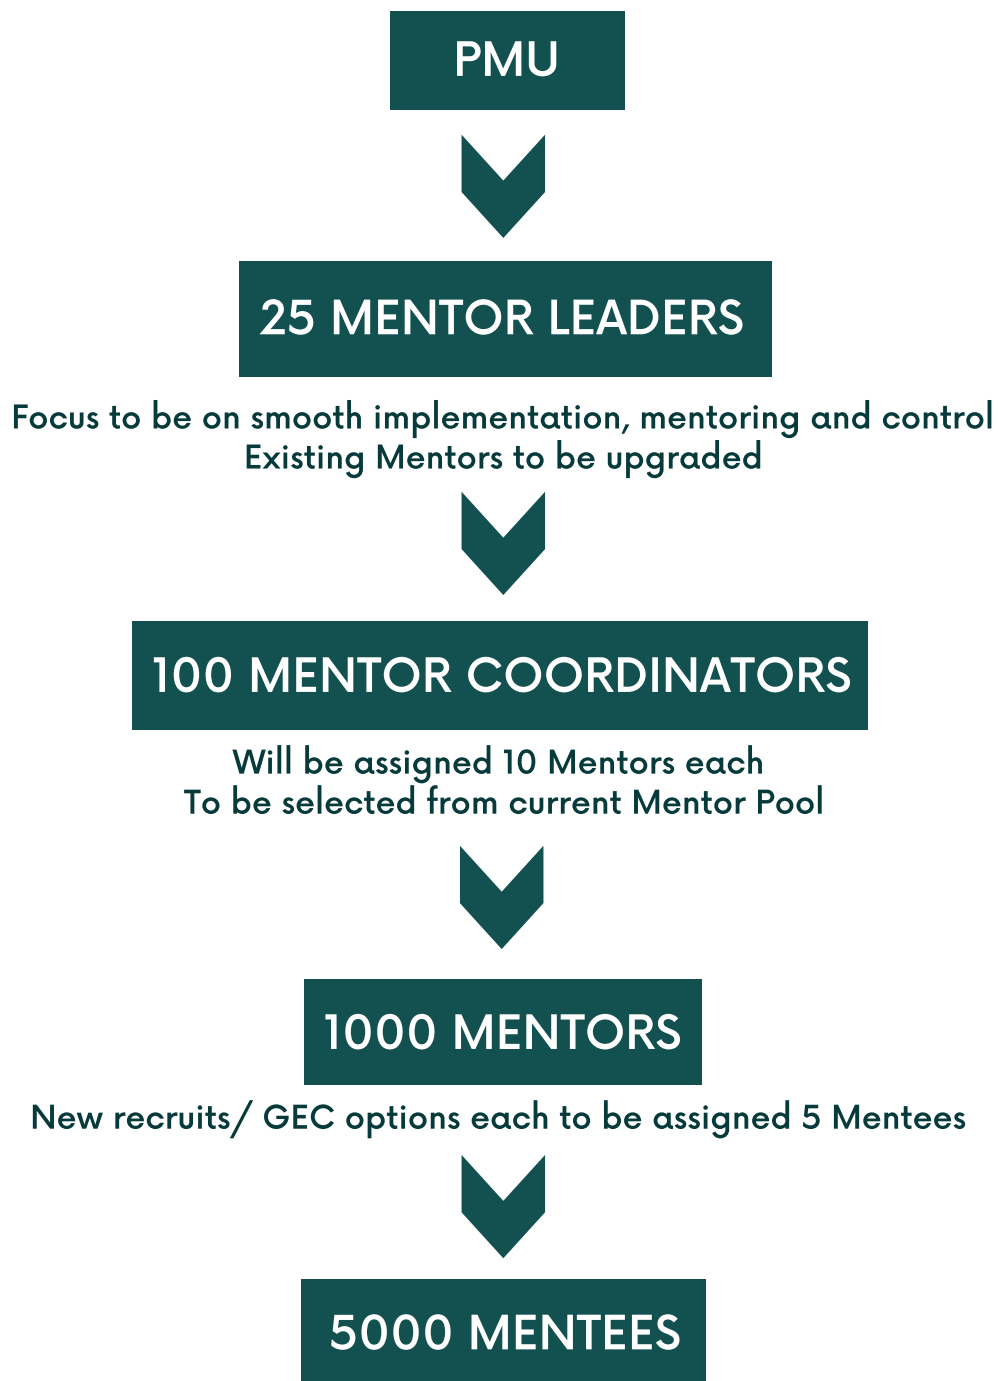 PMU
25 MENTOR LEADERS
Focus to be on smooth implementation, mentoring and control
Existing Mentors to be upgraded
100 MENTOR COORDINATORS
Will be assigned 10 Mentors each
To be selected from current Mentor Pool
1000 MENTORS
New recruits/ GEC options each to be assigned 5 Mentees
5000 MENTEES